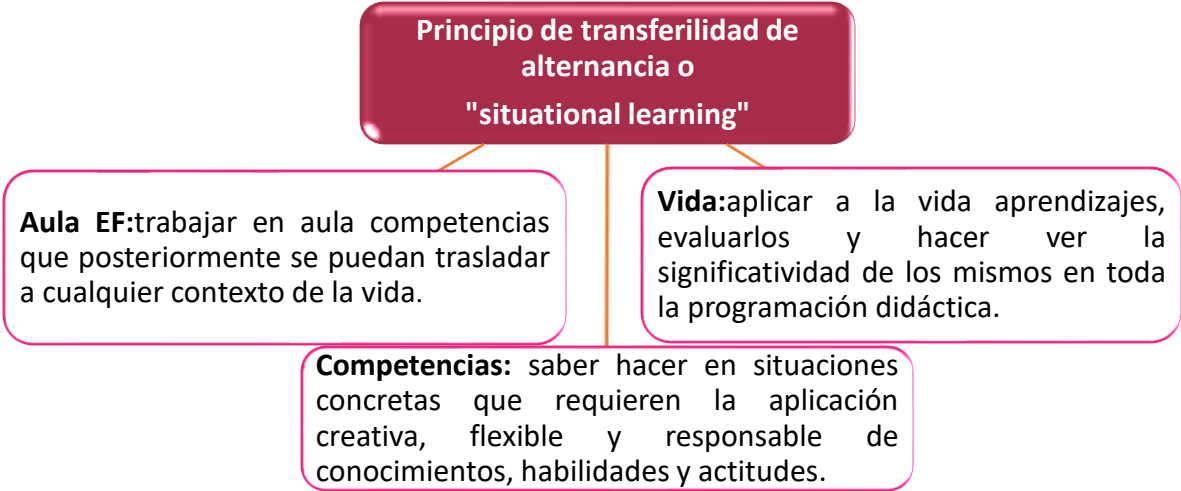 Principio de transferilidad de
alternancia o
"situational learning"
Aula EF:trabajar en aula competencias
que posteriormente se puedan trasladar
a cualquier contexto de la vida.
Vida:aplicar a la vida aprendizajes,
evaluarlos y hacer ver la
significatividad de los mismos en toda
la programación didáctica.
Competencias: saber hacer en situaciones
concretas que requieren la aplicación
creativa, flexible y responsable de
conocimientos, habilidades y actitudes.